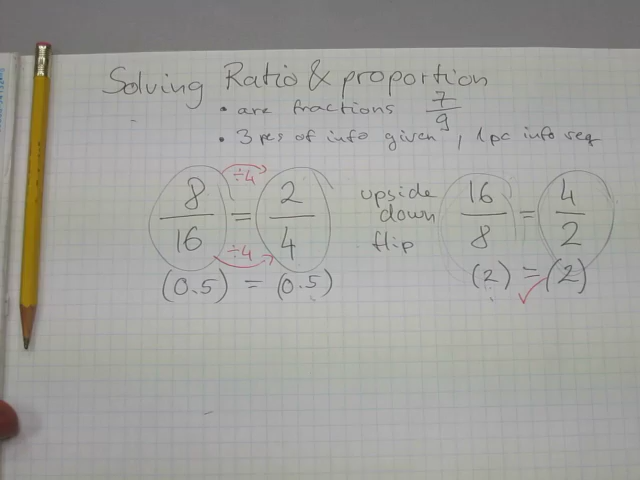 Solving Ratio & proportion
• are fractions 7/9
• 3 pcs of info given, 1 pc info req
8/16 = 2/4
÷4
÷4
(0.5) = (0.5)
upside
down
flip
16/8 = 4/2
(2) = (2)
✓